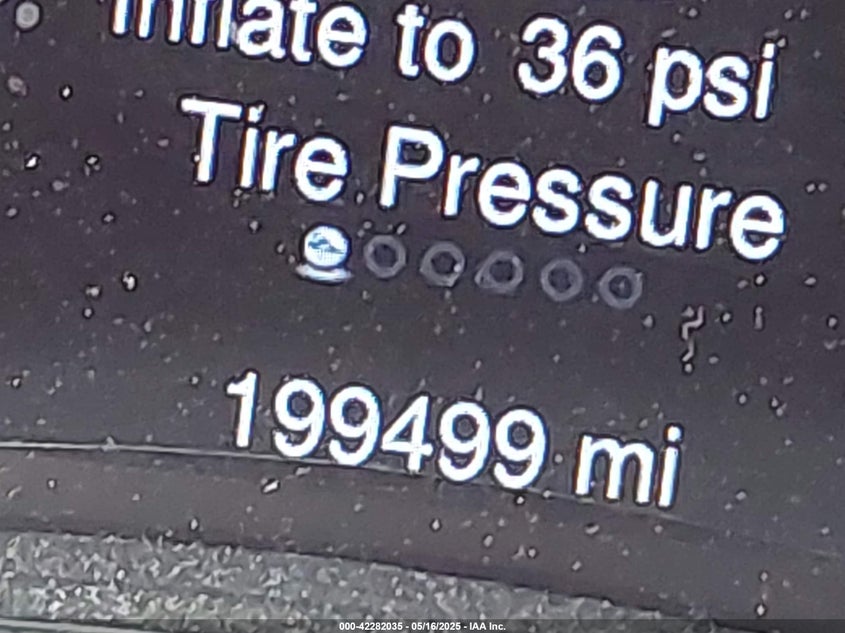 Inflate to 36 psi
Tire Pressure
199499 mi
000-42282035 - 05/16/2025 - IAA Inc.